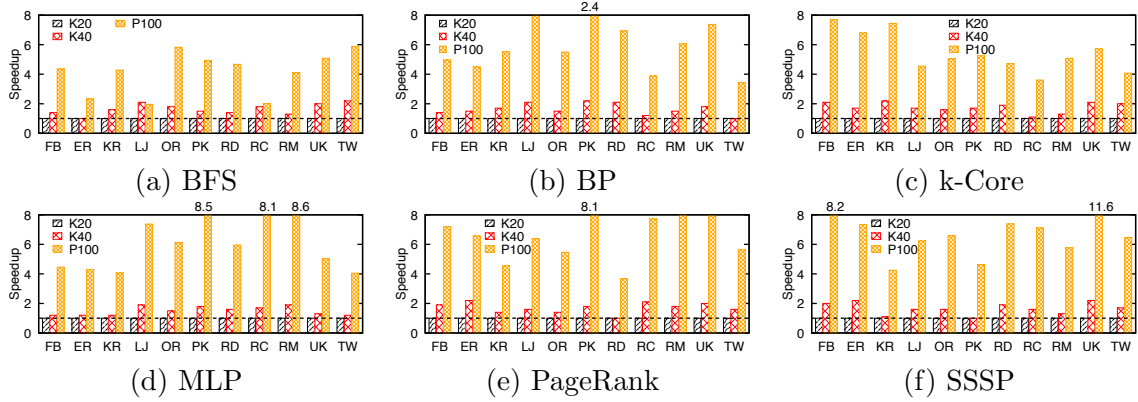 2.4
8
6
4
2
0
Speedup
K20
K40
P100
FB ER KR LJ OR PK RD RC RM UK TW
(a) BFS
8
6
4
2
0
Speedup
K20
K40
P100
FB ER KR LJ OR PK RD RC RM UK TW
(b) BP
8
6
4
2
0
Speedup
K20
K40
P100
FB ER KR LJ OR PK RD RC RM UK TW
(c) k-Core
8.5 8.1 8.6
8
6
4
2
0
Speedup
K20
K40
P100
FB ER KR LJ OR PK RD RC RM UK TW
(d) MLP
8.1
8
6
4
2
0
Speedup
K20
K40
P100
FB ER KR LJ OR PK RD RC RM UK TW
(e) PageRank
8.2 11.6
8
6
4
2
0
Speedup
K20
K40
P100
FB ER KR LJ OR PK RD RC RM UK TW
(f) SSSP